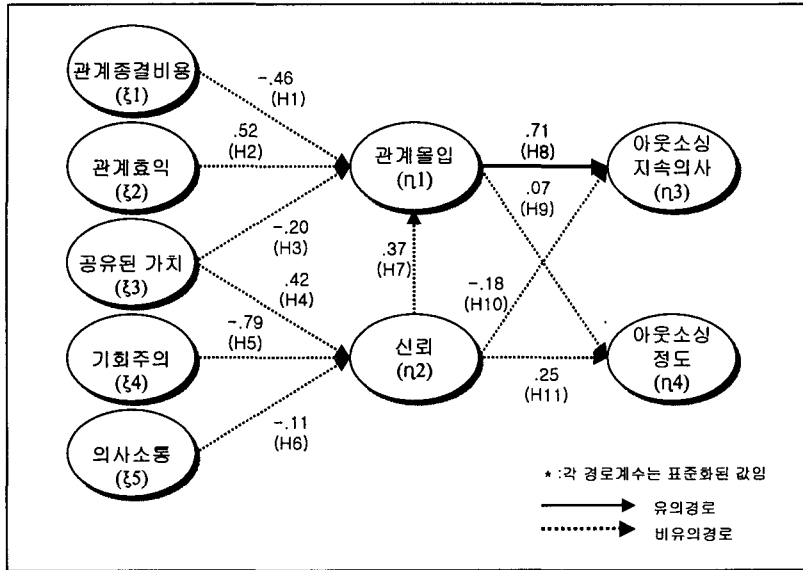 관계종결비용
(ξ1)
-.46
(H1)
관계효익
(ξ2)
.52
(H2)
공유된 가치
(ξ3)
-.20
(H3)
.42
(H4)
기회주의
(ξ4)
-.79
(H5)
의사소통
(ξ5)
-.11
(H6)
관계몰입
(η1)
.37
(H7)
신뢰
(η2)
.71
(H8)
.07
(H9)
-.18
(H10)
.25
(H11)
아웃소싱
지속의사
(η3)
아웃소싱
정도
(η4)
* :각 경로계수는 표준화된 값임
유의경로
비유의경로